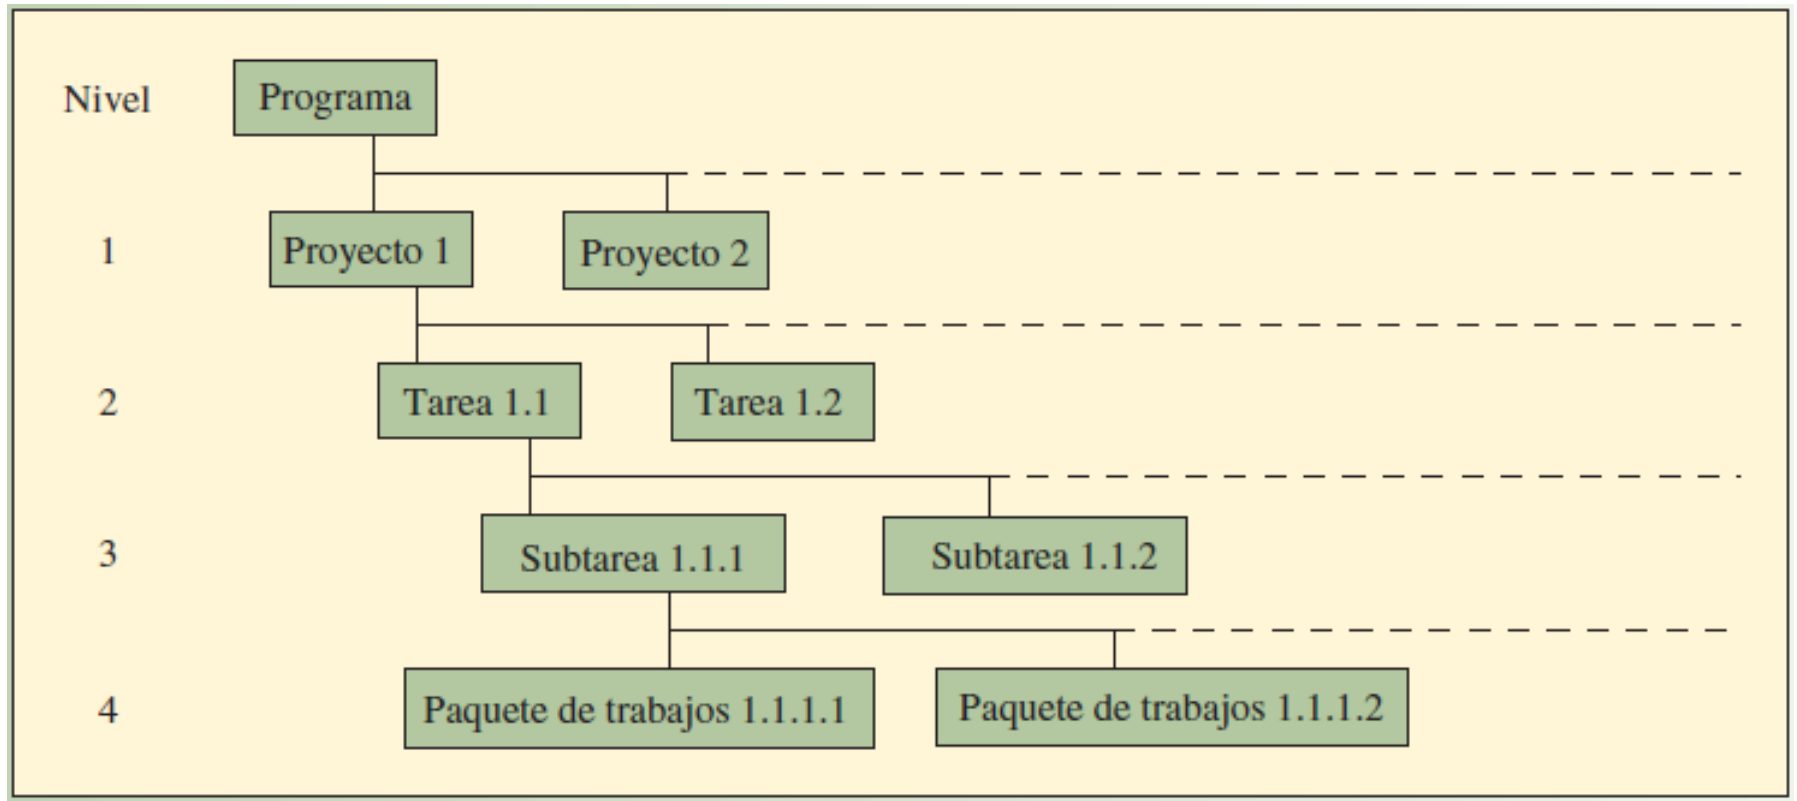 Nivel
Programa
1
Proyecto 1
Proyecto 2
2
Tarea 1.1
Tarea 1.2
3
Subtarea 1.1.1
Subtarea 1.1.2
4
Paquete de trabajos 1.1.1.1
Paquete de trabajos 1.1.1.2